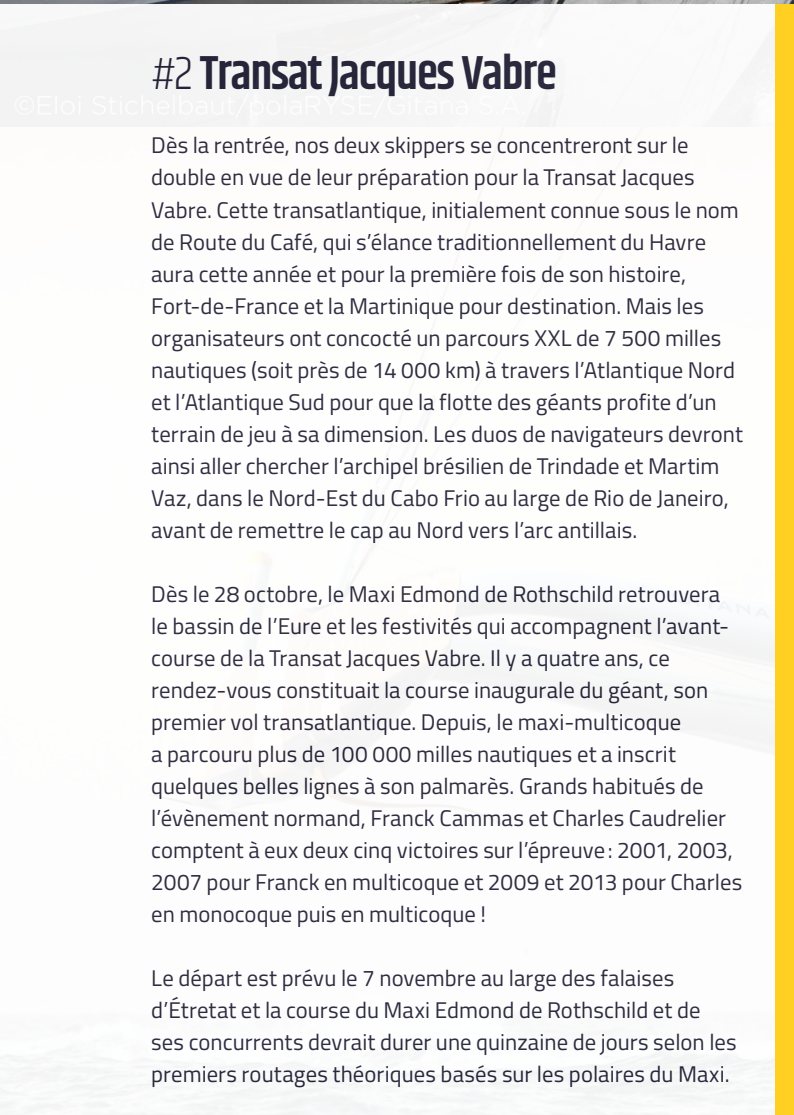 #2 Transat Jacques Vabre
©Eloi Stichelbaut/polaRYSE/Gitana S.A
Dès la rentrée, nos deux skippers se concentreront sur le
double en vue de leur préparation pour la Transat Jacques
Vabre. Cette transatlantique, initialement connue sous le nom
de Route du Café, qui s’élance traditionnellement du Havre
aura cette année et pour la première fois de son histoire,
Fort-de-France et la Martinique pour destination. Mais les
organisateurs ont concocté un parcours XXL de 7 500 milles
nautiques (soit près de 14 000 km) à travers l’Atlantique Nord
et l’Atlantique Sud pour que la flotte des géants profite d’un
terrain de jeu à sa dimension. Les duos de navigateurs devront
ainsi aller chercher l’archipel brésilien de Trindade et Martim
Vaz, dans le Nord-Est du Cabo Frio au large de Rio de Janeiro,
avant de remettre le cap au Nord vers l’arc antillais.
Dès le 28 octobre, le Maxi Edmond de Rothschild retrouvera
le bassin de l’Eure et les festivités qui accompagnent l’avant-
course de la Transat Jacques Vabre. Il y a quatre ans, ce
rendez-vous constituait la course inaugurale du géant, son
premier vol transatlantique. Depuis, le maxi-multicoque
a parcouru plus de 100 000 milles nautiques et a inscrit
quelques belles lignes à son palmarès. Grands habitués de
l’évènement normand, Franck Cammas et Charles Caudrelier
comptent à eux deux cinq victoires sur l’épreuve : 2001, 2003,
2007 pour Franck en multicoque et 2009 et 2013 pour Charles
en monocoque puis en multicoque !
Le départ est prévu le 7 novembre au large des falaises
d’Étretat et la course du Maxi Edmond de Rothschild et de
ses concurrents devrait durer une quinzaine de jours selon les
premiers routages théoriques basés sur les polaires du Maxi.